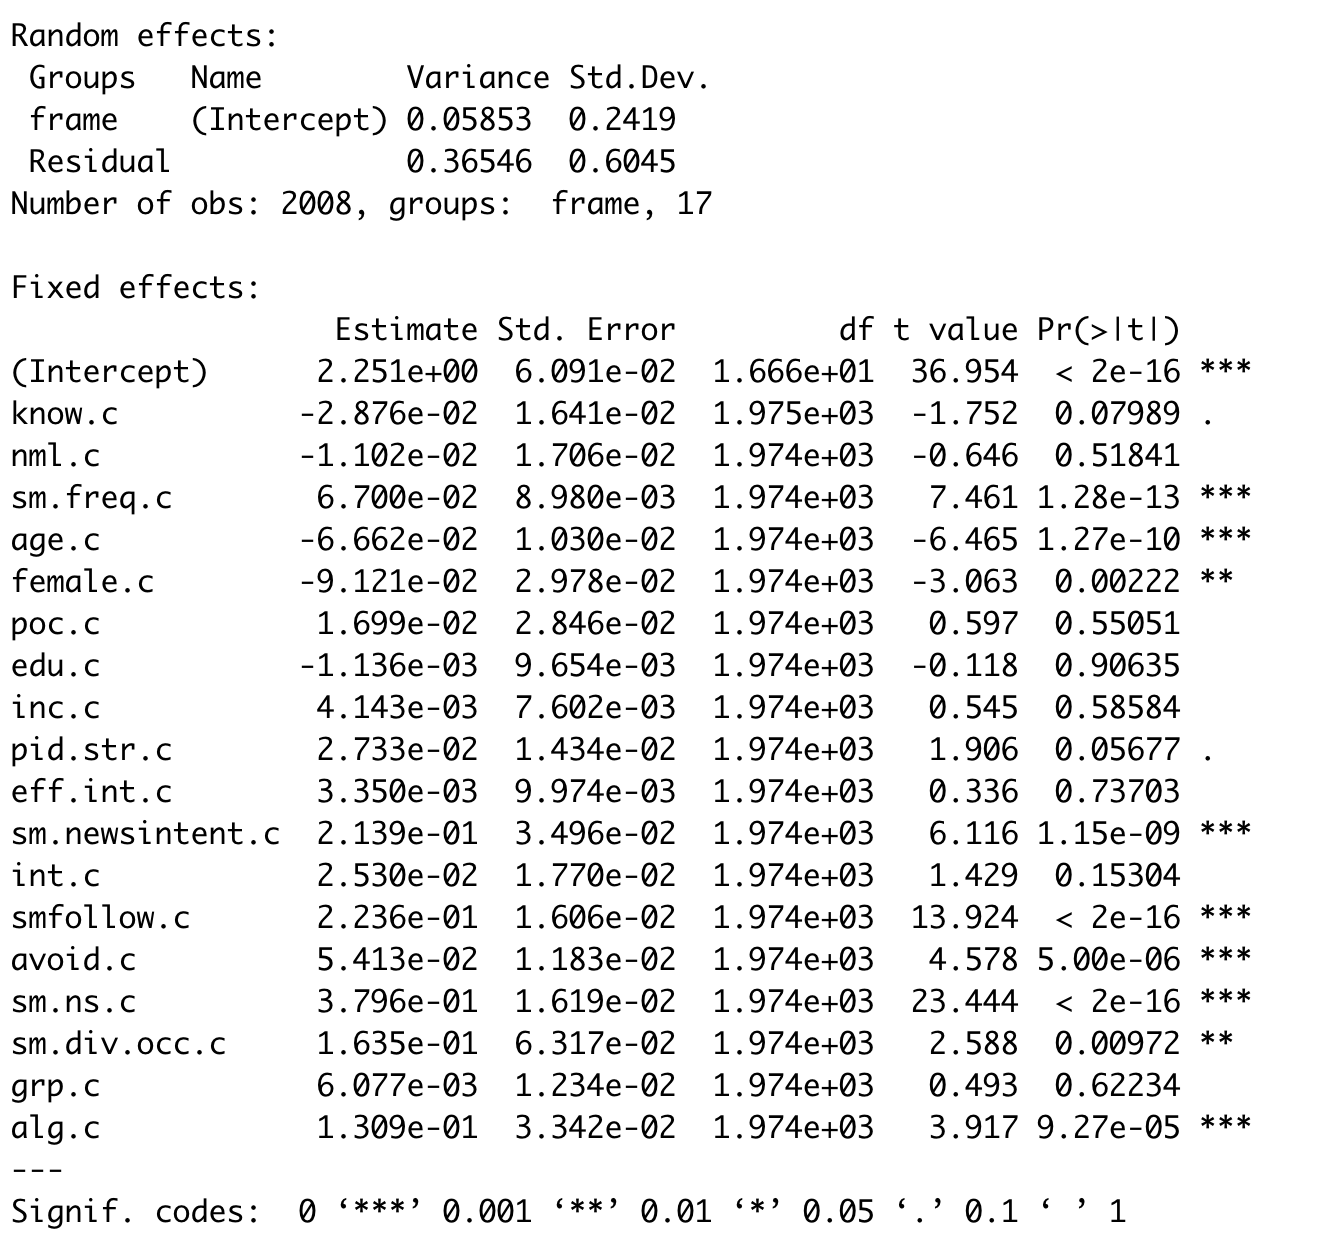 Random effects:
Groups Name Variance Std.Dev.
frame (Intercept) 0.05853 0.2419
Residual 0.36546 0.6045
Number of obs: 2008, groups: frame, 17
Fixed effects:
Estimate Std. Error df t value Pr(>|t|)
(Intercept) 2.251e+00 6.091e-02 1.666e+01 36.954 < 2e-16 ***
know.c -2.876e-02 1.641e-02 1.975e+03 -1.752 0.07989 .
nml.c -1.102e-02 1.706e-02 1.974e+03 -0.646 0.51841
sm.freq.c 6.700e-02 8.980e-03 1.974e+03 7.461 1.28e-13 ***
age.c -6.662e-02 1.030e-02 1.974e+03 -6.465 1.27e-10 ***
female.c -9.121e-02 2.978e-02 1.974e+03 -3.063 0.00222 **
poc.c 1.699e-02 2.846e-02 1.974e+03 0.597 0.55051
edu.c -1.136e-03 9.654e-03 1.974e+03 -0.118 0.90635
inc.c 4.143e-03 7.602e-03 1.974e+03 0.545 0.58584
pid.str.c 2.733e-02 1.434e-02 1.974e+03 1.906 0.05677 .
eff.int.c 3.350e-03 9.974e-03 1.974e+03 0.336 0.73703
sm.newsintent.c 2.139e-01 3.496e-02 1.974e+03 6.116 1.15e-09 ***
int.c 2.530e-02 1.770e-02 1.974e+03 1.429 0.15304
smfollow.c 2.236e-01 1.606e-02 1.974e+03 13.924 < 2e-16 ***
avoid.c 5.413e-02 1.183e-02 1.974e+03 4.578 5.00e-06 ***
sm.ns.c 3.796e-01 1.619e-02 1.974e+03 23.444 < 2e-16 ***
sm.div.occ.c 1.635e-01 6.317e-02 1.974e+03 2.588 0.00972 **
grp.c 6.077e-03 1.234e-02 1.974e+03 0.493 0.62234
alg.c 1.309e-01 3.342e-02 1.974e+03 3.917 9.27e-05 ***
---
Signif. codes: 0 ‘***’ 0.001 ‘**’ 0.01 ‘*’ 0.05 ‘.’ 0.1 ‘ ’ 1